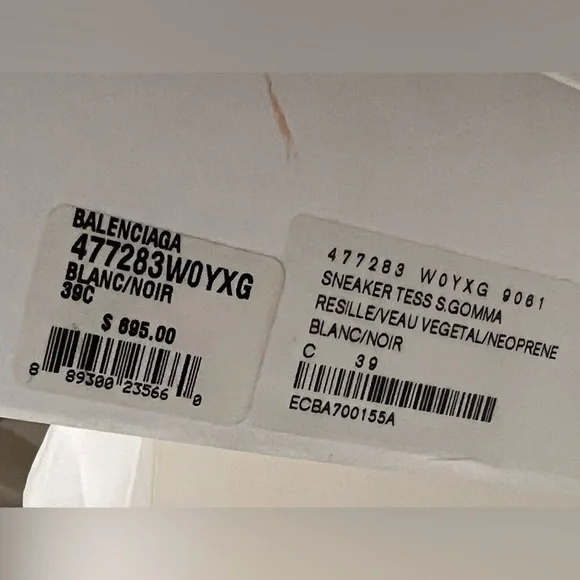 BALENCIAGA
477283W0YXG
BLANC/NOIR
39C
$ 695.00
8 89300 23566 0
477283 W0YXG 9061
SNEAKER TESS S.GOMMA
RESILLE/VEAU VEGETAL/NEOPRENE
BLANC/NOIR
C 39
ECBA700155A